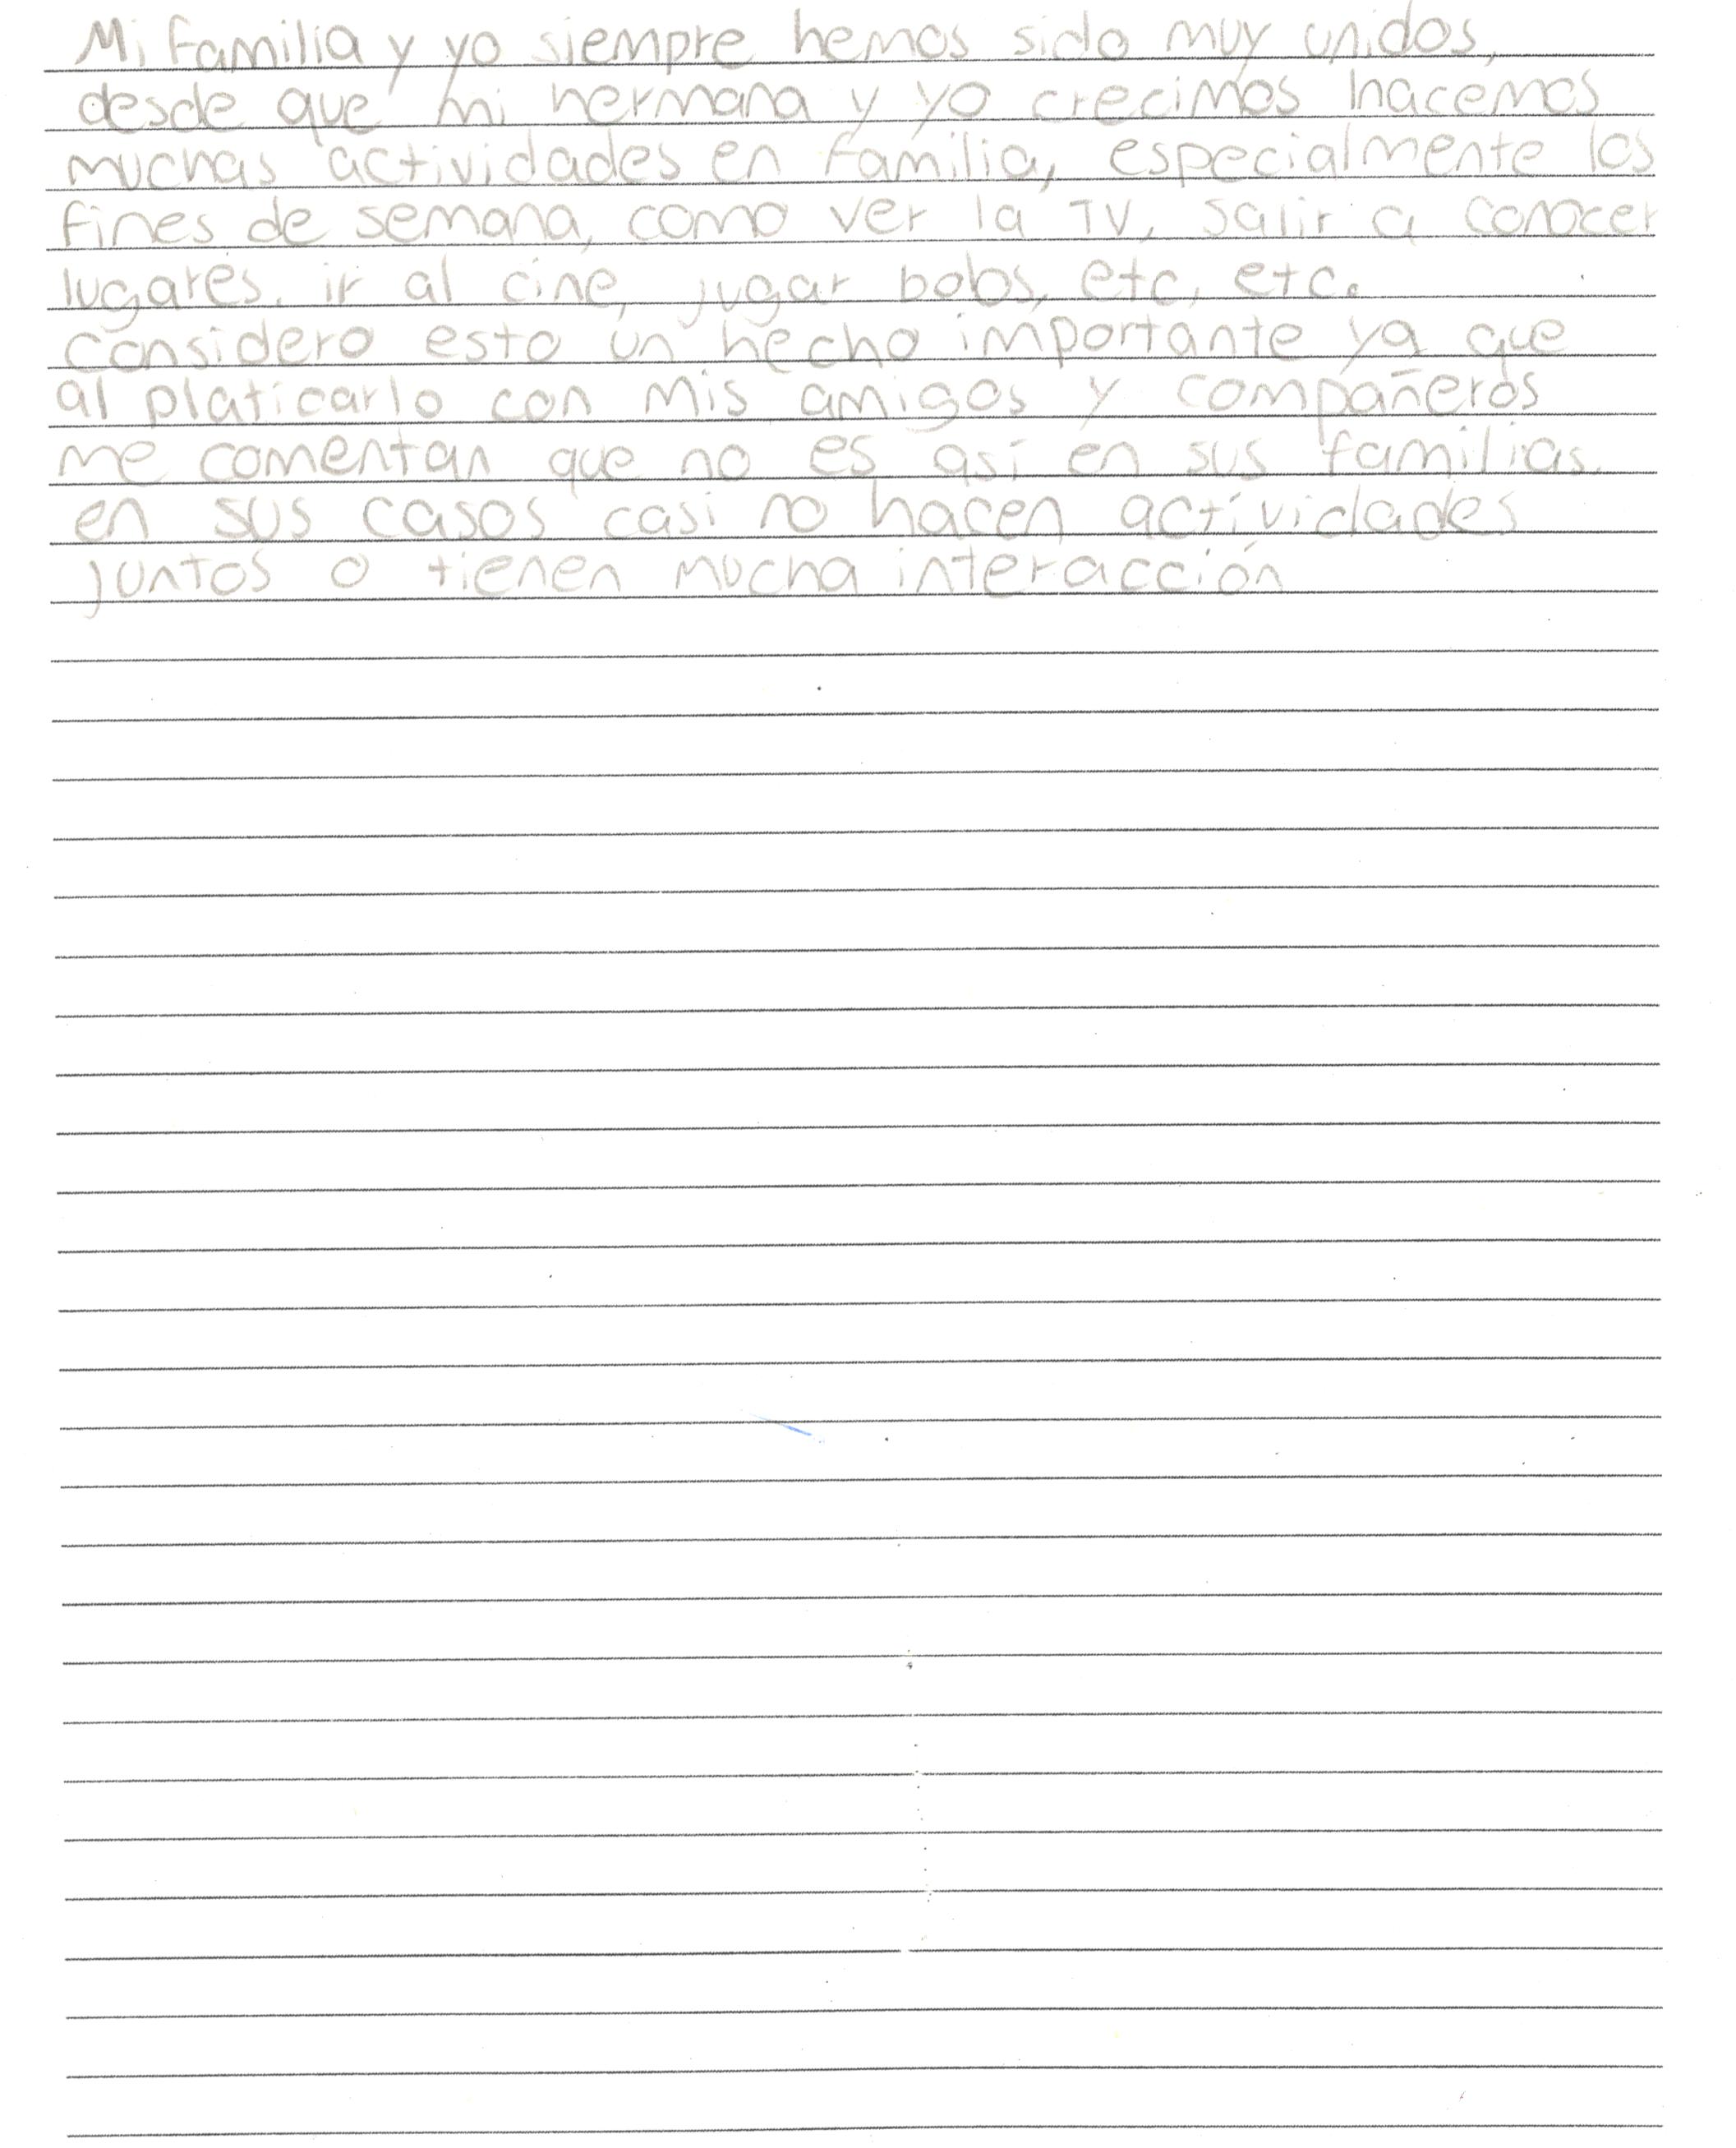 Mi familia y yo siempre hemos sido muy unidos,
desde que mi hermana y yo crecimos hacemos
muchas actividades en familia, especialmente los
fines de semana, como ver la TV, salir a conocer
lugares, ir al cine, jugar bobs, etc, etc.
considero esto un hecho importante ya que
al platicarlo con mis amigos y compañeros
me comentan que no es así en sus familias.
en sus casos casi no hacen actividades
juntos o tienen mucha interacción